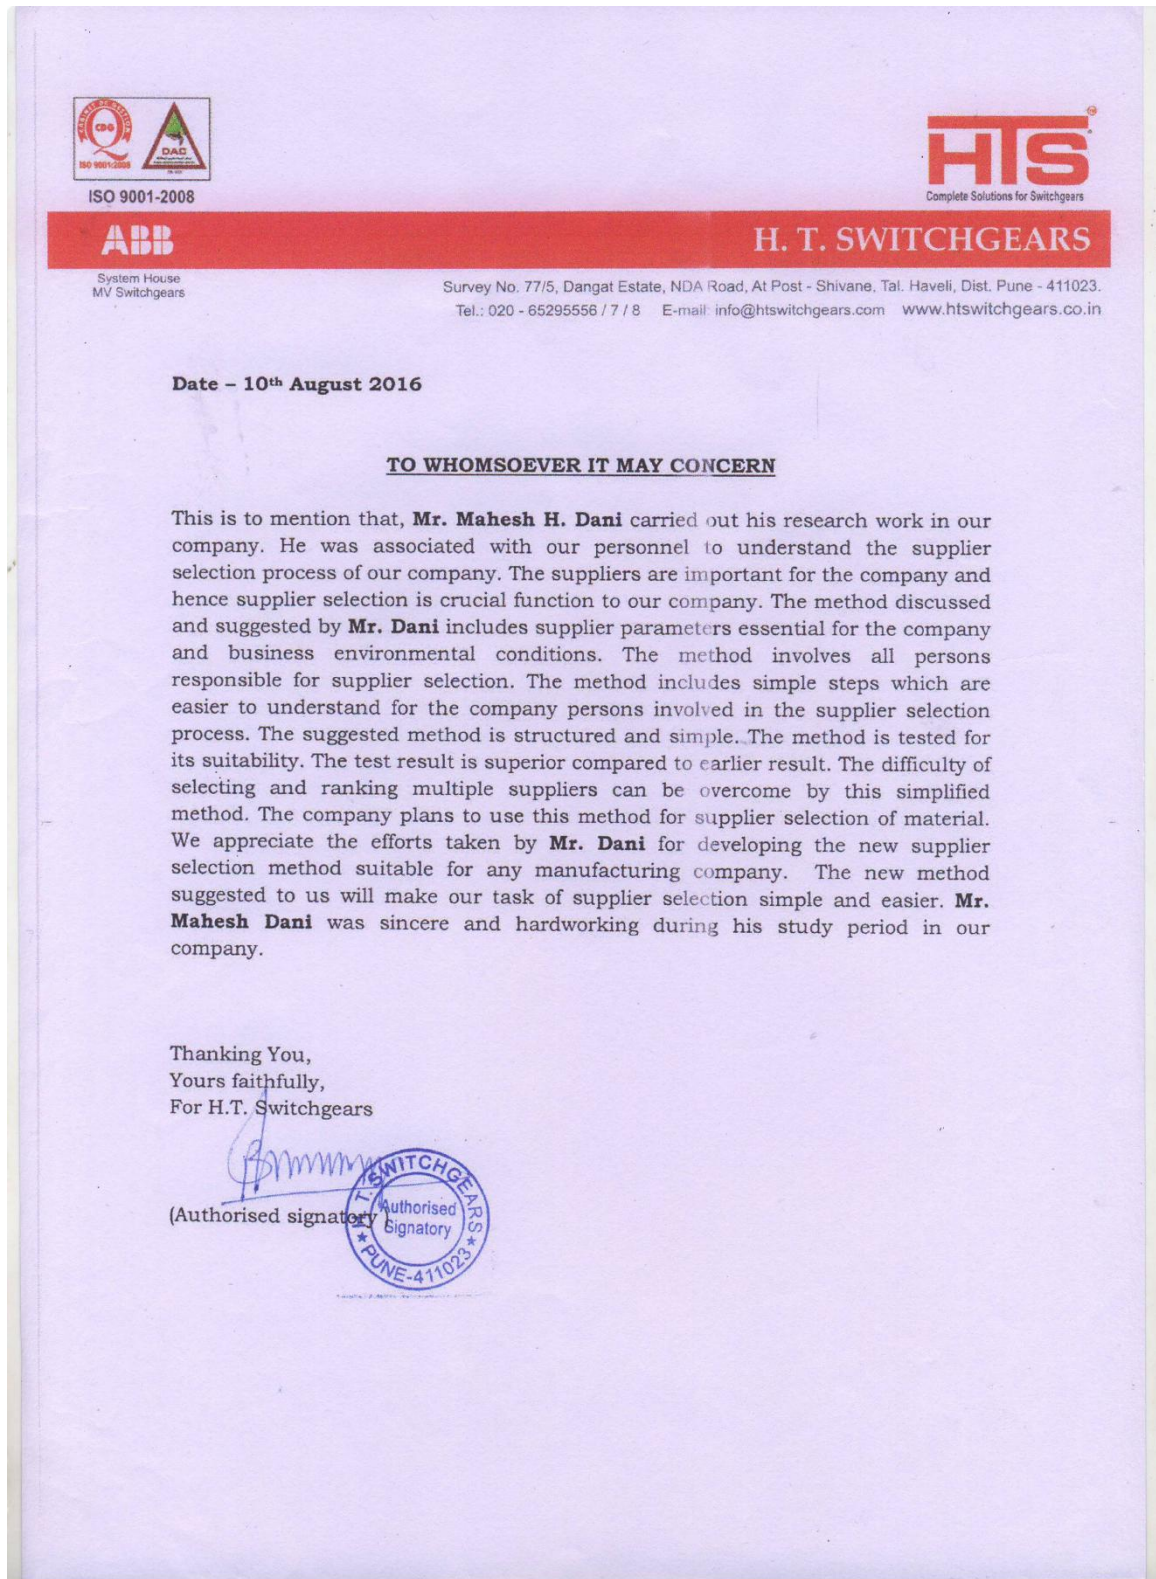 CDG
ISO 9001:2008
DAC
ISO 9001-2008
HTS
Complete Solutions for Switchgears
ABB
H. T. SWITCHGEARS
System House
MV Switchgears
Survey No. 77/5, Dangat Estate, NDA Road, At Post - Shivane, Tal. Haveli, Dist. Pune - 411023.
Tel.: 020 - 65295556 / 7 / 8 E-mail: info@htswitchgears.com www.htswitchgears.co.in
Date – 10th August 2016
TO WHOMSOEVER IT MAY CONCERN
This is to mention that, Mr. Mahesh H. Dani carried out his research work in our
company. He was associated with our personnel to understand the supplier
selection process of our company. The suppliers are important for the company and
hence supplier selection is crucial function to our company. The method discussed
and suggested by Mr. Dani includes supplier parameters essential for the company
and business environmental conditions. The method involves all persons
responsible for supplier selection. The method includes simple steps which are
easier to understand for the company persons involved in the supplier selection
process. The suggested method is structured and simple. The method is tested for
its suitability. The test result is superior compared to earlier result. The difficulty of
selecting and ranking multiple suppliers can be overcome by this simplified
method. The company plans to use this method for supplier selection of material.
We appreciate the efforts taken by Mr. Dani for developing the new supplier
selection method suitable for any manufacturing company. The new method
suggested to us will make our task of supplier selection simple and easier. Mr.
Mahesh Dani was sincere and hardworking during his study period in our
company.
Thanking You,
Yours faithfully,
For H.T. Switchgears
(Authorised signatory )
H. T. SWITCHGEARS
Authorised
Signatory
★ PUNE-411023 ★